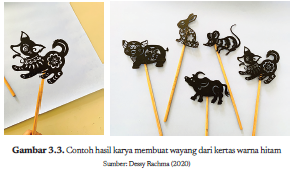 Gambar 3.3. Contoh hasil karya membuat wayang dari kertas warna hitam
Sumber: Dessy Rachma (2020)